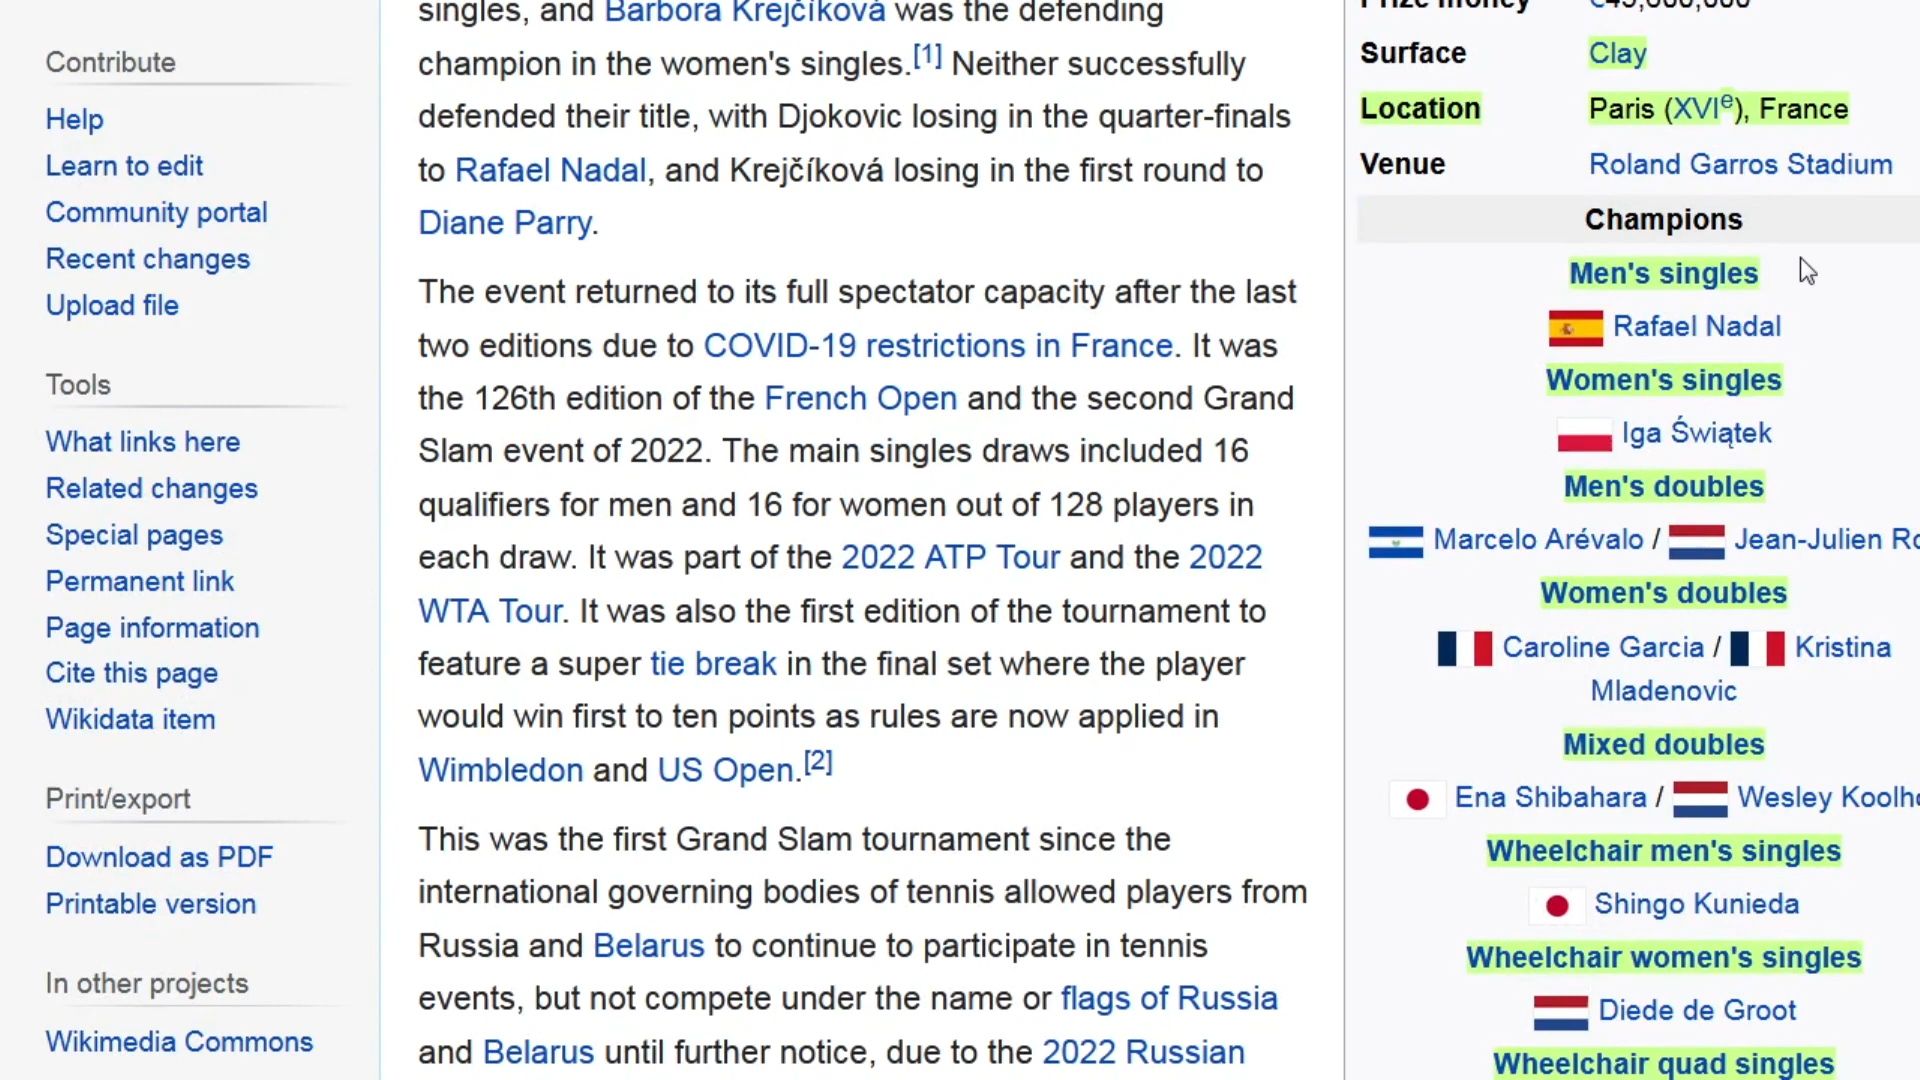 Contribute
Help
Learn to edit
Community portal
Recent changes
Upload file
Tools
What links here
Related changes
Special pages
Permanent link
Page information
Cite this page
Wikidata item
Print/export
Download as PDF
Printable version
In other projects
Wikimedia Commons
singles, and Barbora Krejčíková was the defending
champion in the women's singles.[1] Neither successfully
defended their title, with Djokovic losing in the quarter-finals
to Rafael Nadal, and Krejčíková losing in the first round to
Diane Parry.
The event returned to its full spectator capacity after the last
two editions due to COVID-19 restrictions in France. It was
the 126th edition of the French Open and the second Grand
Slam event of 2022. The main singles draws included 16
qualifiers for men and 16 for women out of 128 players in
each draw. It was part of the 2022 ATP Tour and the 2022
WTA Tour. It was also the first edition of the tournament to
feature a super tie break in the final set where the player
would win first to ten points as rules are now applied in
Wimbledon and US Open.[2]
This was the first Grand Slam tournament since the
international governing bodies of tennis allowed players from
Russia and Belarus to continue to participate in tennis
events, but not compete under the name or flags of Russia
and Belarus until further notice, due to the 2022 Russian
Prize money
Surface Clay
Location Paris (XVIe), France
Venue Roland Garros Stadium
Champions
Men's singles
Rafael Nadal
Women's singles
Iga Świątek
Men's doubles
Marcelo Arévalo / Jean-Julien Ro
Women's doubles
Caroline Garcia / Kristina
Mladenovic
Mixed doubles
Ena Shibahara / Wesley Koolho
Wheelchair men's singles
Shingo Kunieda
Wheelchair women's singles
Diede de Groot
Wheelchair quad singles